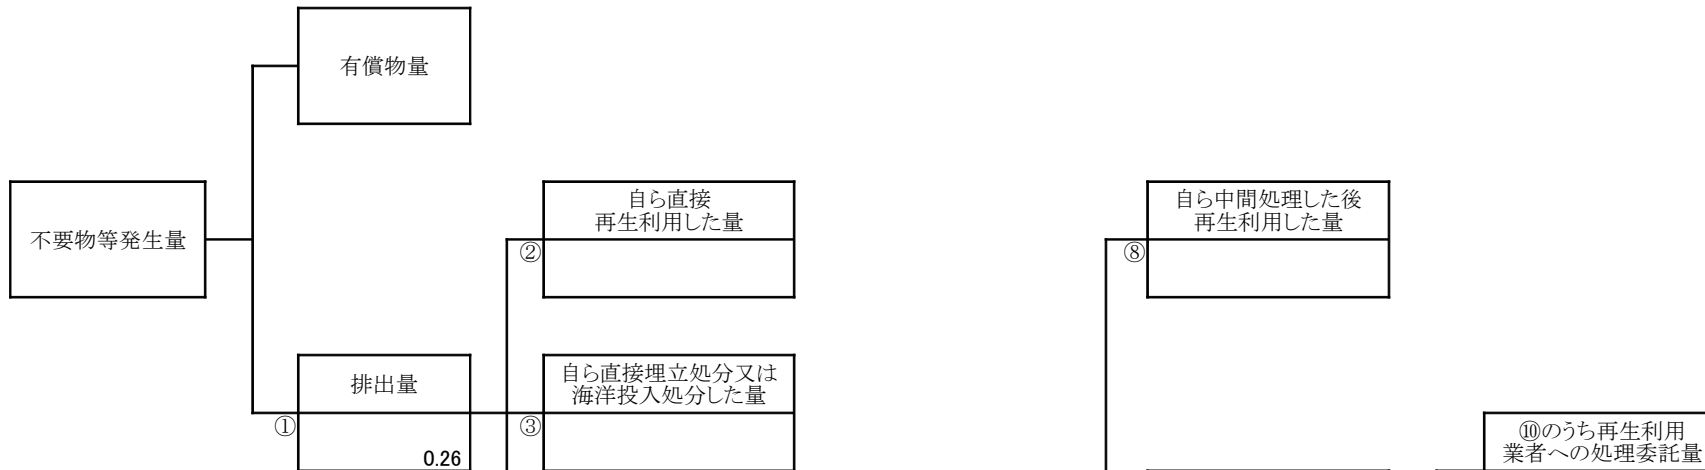 有償物量
不要物等発生量
自ら直接
再生利用した量
②
自ら中間処理した後
再生利用した量
⑧
排出量
①
0.26
自ら直接埋立処分又は
海洋投入処分した量
③
⑩のうち再生利用
業者への処理委託量